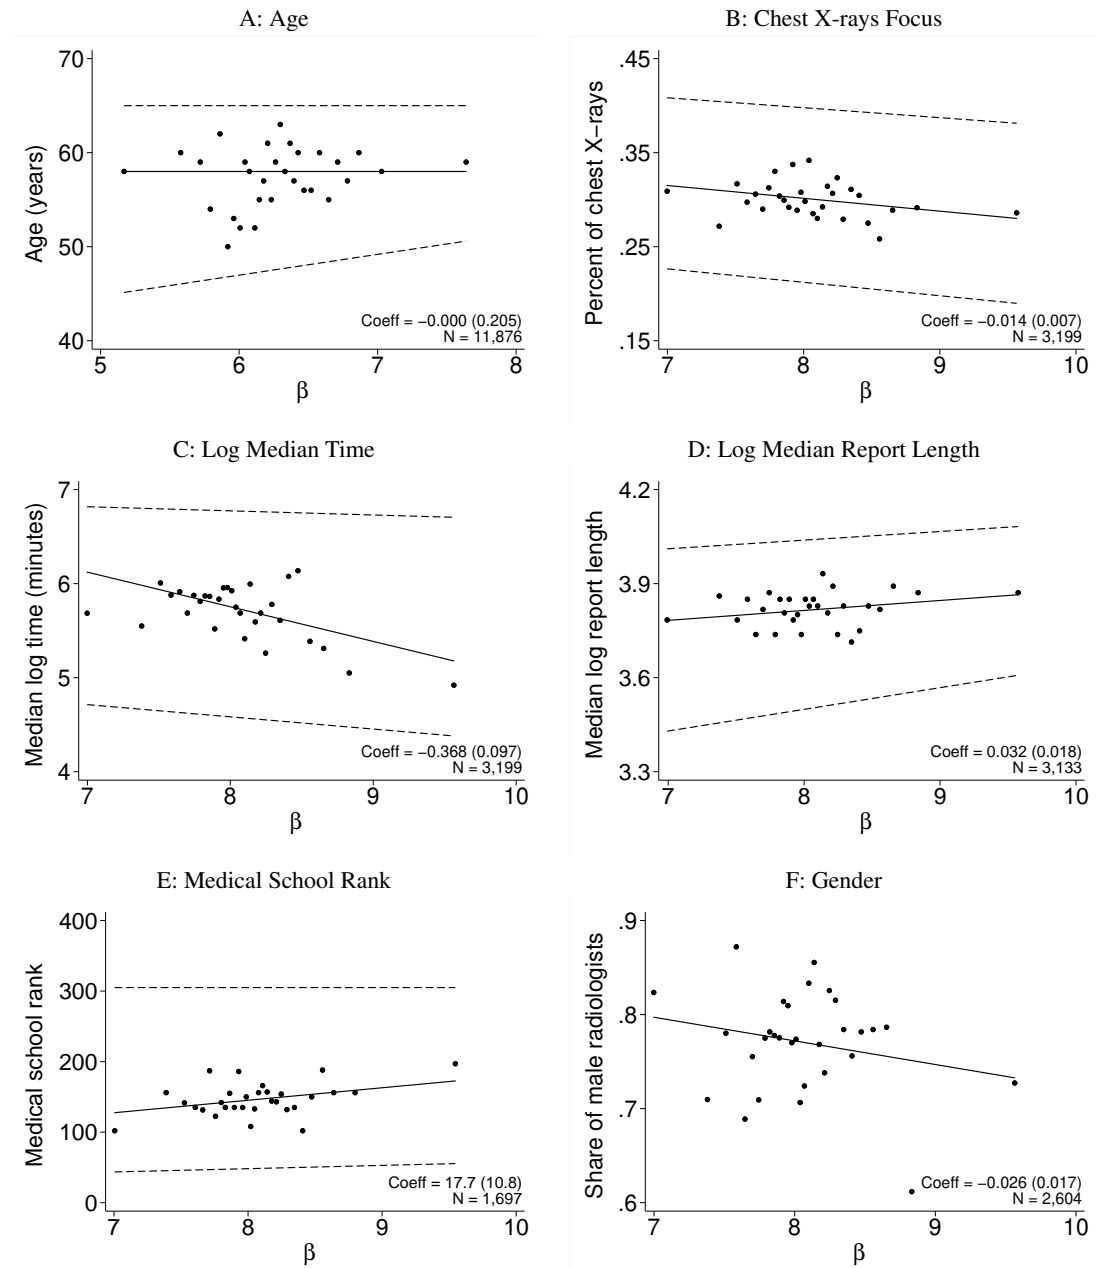 A: Age
70
60
50
40
Age (years)
Coeff = −0.000 (0.205)
N = 11,876
5 6 7 8
β
B: Chest X-rays Focus
.45
.35
.25
.15
Percent of chest X−rays
Coeff = −0.014 (0.007)
N = 3,199
7 8 9 10
β
C: Log Median Time
7
6
5
4
Median log time (minutes)
Coeff = −0.368 (0.097)
N = 3,199
7 8 9 10
β
D: Log Median Report Length
4.2
3.9
3.6
3.3
Median log report length
Coeff = 0.032 (0.018)
N = 3,133
7 8 9 10
β
E: Medical School Rank
400
300
200
100
0
Medical school rank
Coeff = 17.7 (10.8)
N = 1,697
7 8 9 10
β
F: Gender
.9
.8
.7
.6
Share of male radiologists
Coeff = −0.026 (0.017)
N = 2,604
7 8 9 10
β